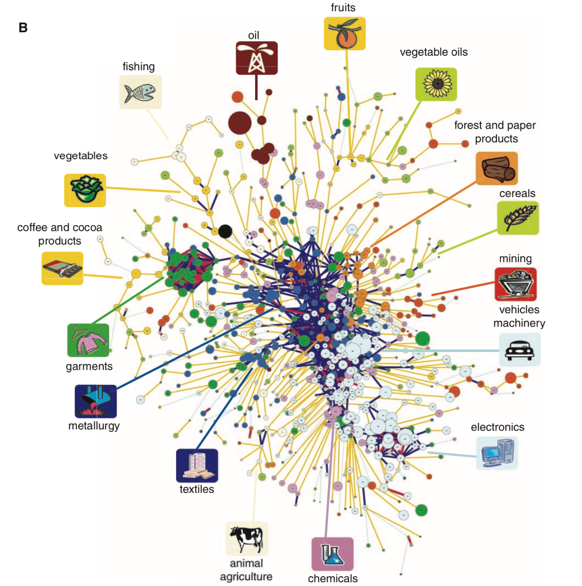 B
fruits
oil
vegetable oils
fishing
forest and paper
products
vegetables
cereals
coffee and cocoa
products
mining
vehicles
machinery
garments
metallurgy
electronics
textiles
animal
agriculture
chemicals